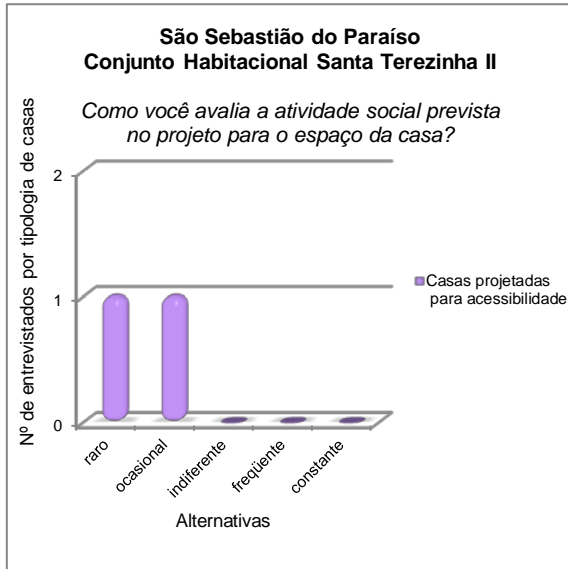 São Sebastião do Paraíso
Conjunto Habitacional Santa Terezinha II
Como você avalia a atividade social prevista
no projeto para o espaço da casa?
Nº de entrevistados por tipologia de casas
2
1
0
raro
ocasional
indiferente
freqüente
constante
Alternativas
Casas projetadas
para acessibilidade